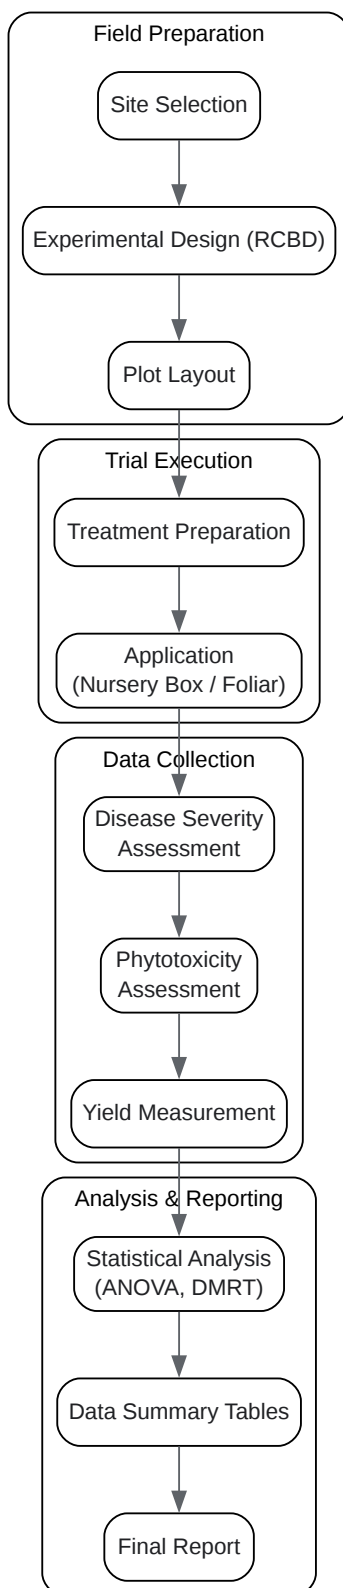 Field Preparation
Site Selection
Experimental Design (RCBD)
Plot Layout
Trial Execution
Treatment Preparation
Application
(Nursery Box / Foliar)
Data Collection
Disease Severity
Assessment
Phytotoxicity
Assessment
Yield Measurement
Analysis & Reporting
Statistical Analysis
(ANOVA, DMRT)
Data Summary Tables
Final Report